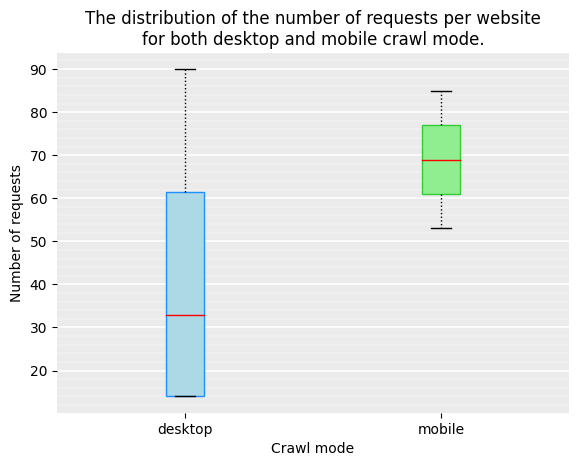 The distribution of the number of requests per website
for both desktop and mobile crawl mode.
Number of requests
90
80
70
60
50
40
30
20
desktop
mobile
Crawl mode